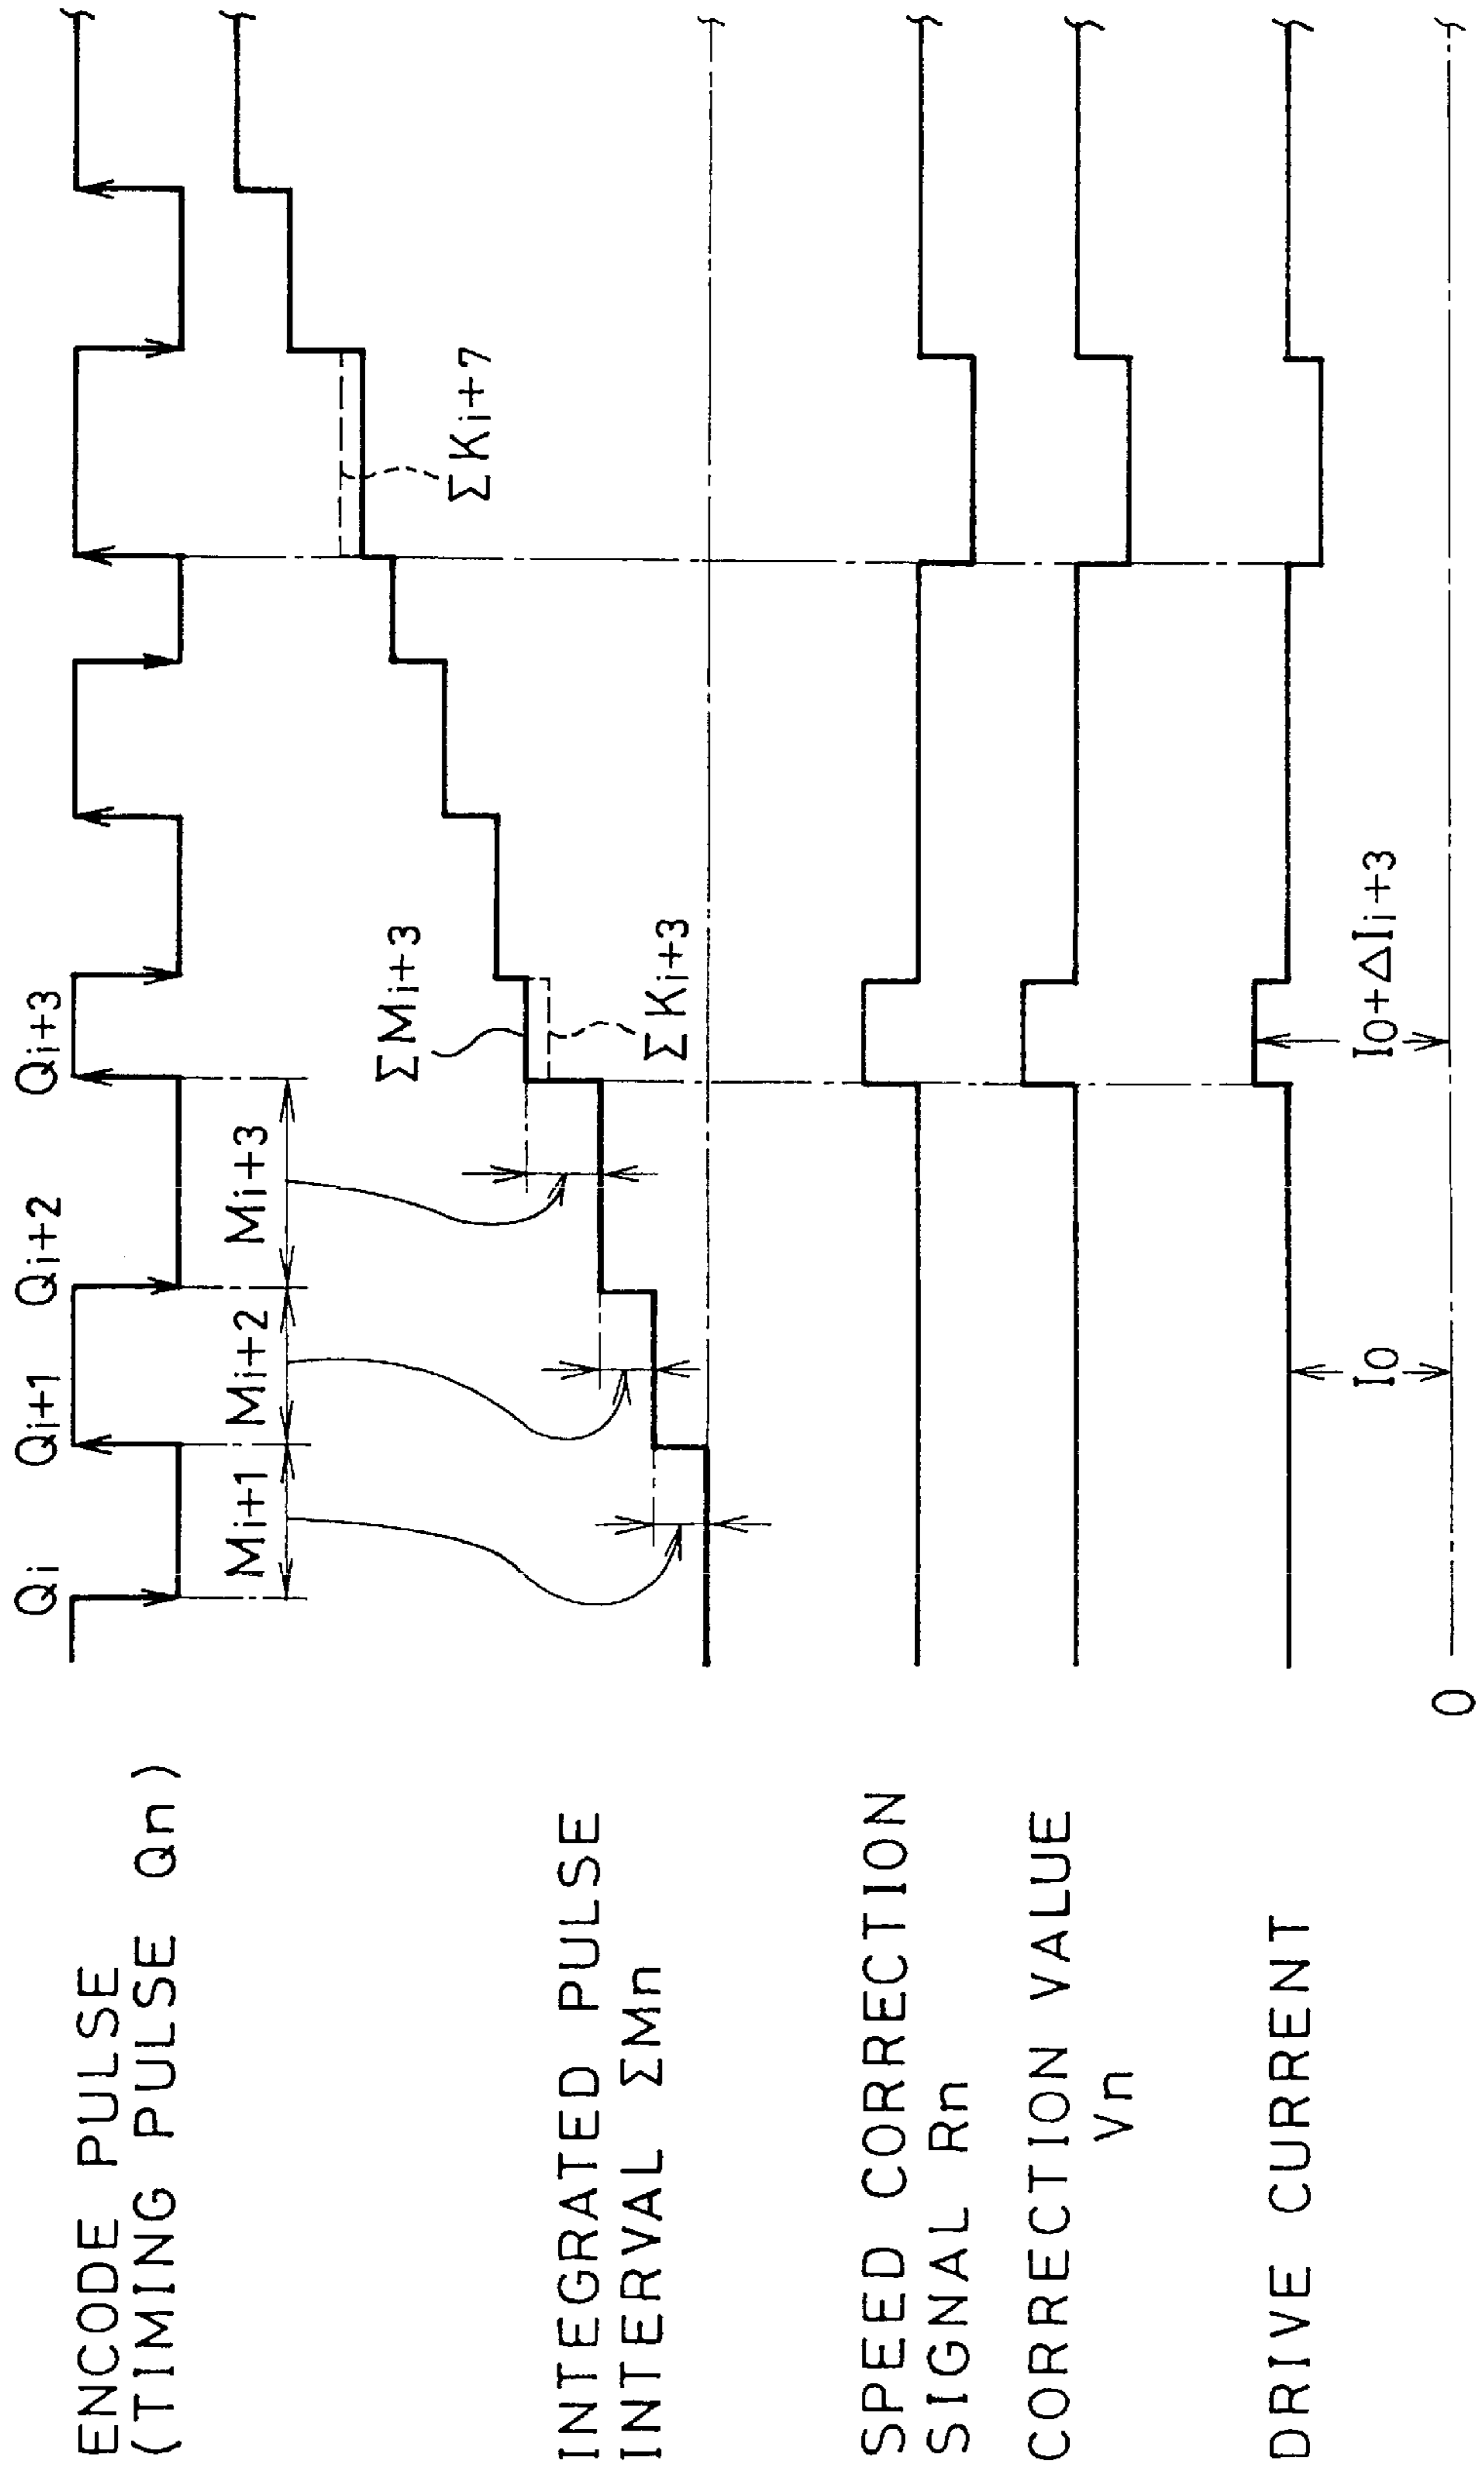 ENCODE PULSE
(TIMING PULSE Qn)
Qi
Qi+1
Qi+2
Qi+3
Mi+1
Mi+2
Mi+3
INTEGRATED PULSE
INTERVAL ΣMn
ΣMi+3
ΣKi+3
ΣKi+7
SPEED CORRECTION
SIGNAL Rn
CORRECTION VALUE
Vn
DRIVE CURRENT
I0
I0+ΔIi+3
0